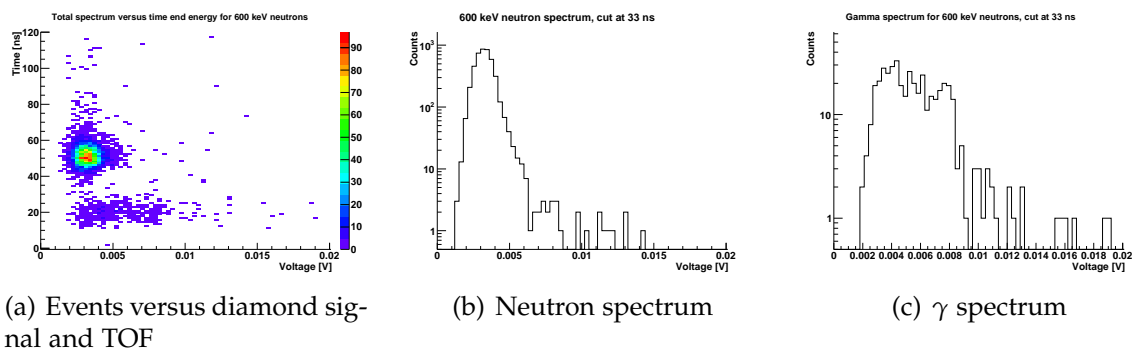 Total spectrum versus time end energy for 600 keV neutrons
Time [ns]
120
100
80
60
40
20
0
0 0.005 0.01 0.015 0.02
Voltage [V]
90
80
70
60
50
40
30
20
10
0
600 keV neutron spectrum, cut at 33 ns
Counts
10³
10²
10
1
0 0.005 0.01 0.015 0.02
Voltage [V]
Gamma spectrum for 600 keV neutrons, cut at 33 ns
Counts
10
1
0 0.002 0.004 0.006 0.008 0.01 0.012 0.014 0.016 0.018 0.02
Voltage [V]
(a) Events versus diamond sig-
nal and TOF
(b) Neutron spectrum
(c) γ spectrum